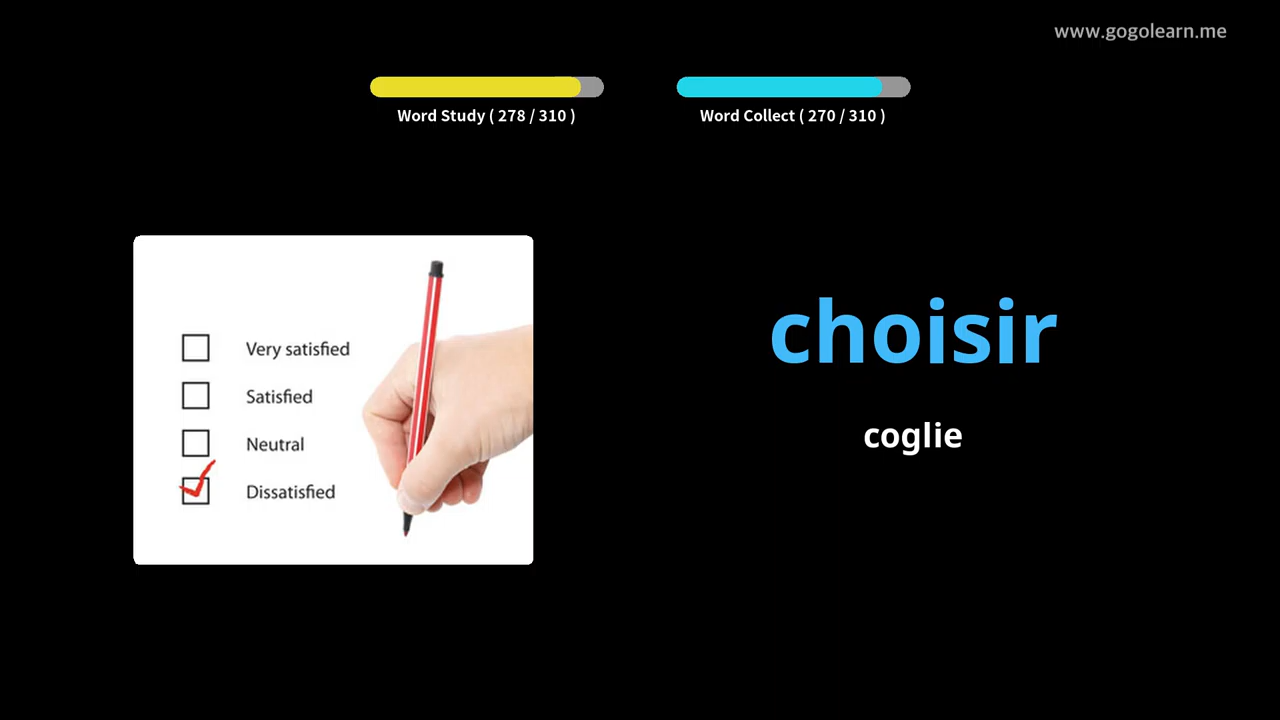 www.gogolearn.me
Word Study ( 278 / 310 )
Word Collect ( 270 / 310 )
Very satisfied
Satisfied
Neutral
Dissatisfied
choisir
coglie